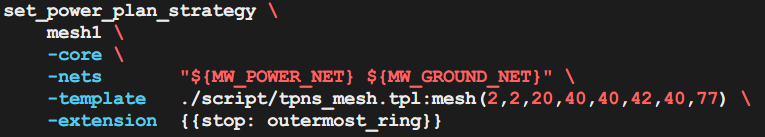 set_power_plan_strategy \
mesh1 \
-core \
-nets "${MW_POWER_NET} ${MW_GROUND_NET}" \
-template ./script/tpns_mesh.tpl:mesh(2,2,20,40,40,42,40,77) \
-extension {{stop: outermost_ring}}